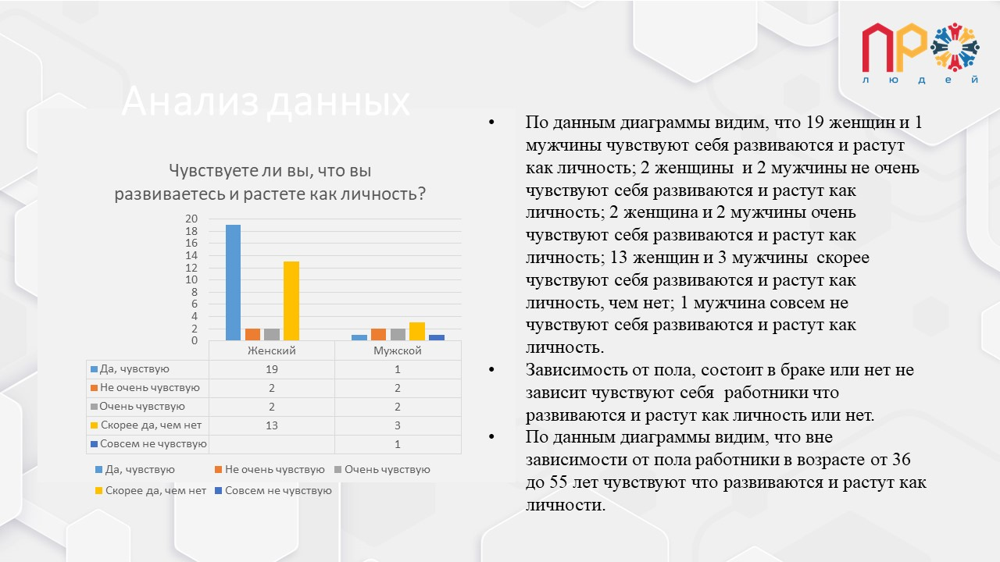 ПРО
людей
Анализ данных
Чувствуете ли вы, что вы
развиваетесь и растете как личность?
20
18
16
14
12
10
8
6
4
2
0
Женский Мужской
Да, чувствую 19 1
Не очень чувствую 2 2
Очень чувствую 2 2
Скорее да, чем нет 13 3
Совсем не чувствую 1
Да, чувствую Не очень чувствую Очень чувствую
Скорее да, чем нет Совсем не чувствую
• По данным диаграммы видим, что 19 женщин и 1
мужчины чувствуют себя развиваются и растут
как личность; 2 женщины и 2 мужчины не очень
чувствуют себя развиваются и растут как
личность; 2 женщина и 2 мужчины очень
чувствуют себя развиваются и растут как
личность; 13 женщин и 3 мужчины скорее
чувствуют себя развиваются и растут как
личность, чем нет; 1 мужчина совсем не
чувствуют себя развиваются и растут как
личность.
• Зависимость от пола, состоит в браке или нет не
зависит чувствуют себя работники что
развиваются и растут как личность или нет.
• По данным диаграммы видим, что вне
зависимости от пола работники в возрасте от 36
до 55 лет чувствуют что развиваются и растут как
личности.